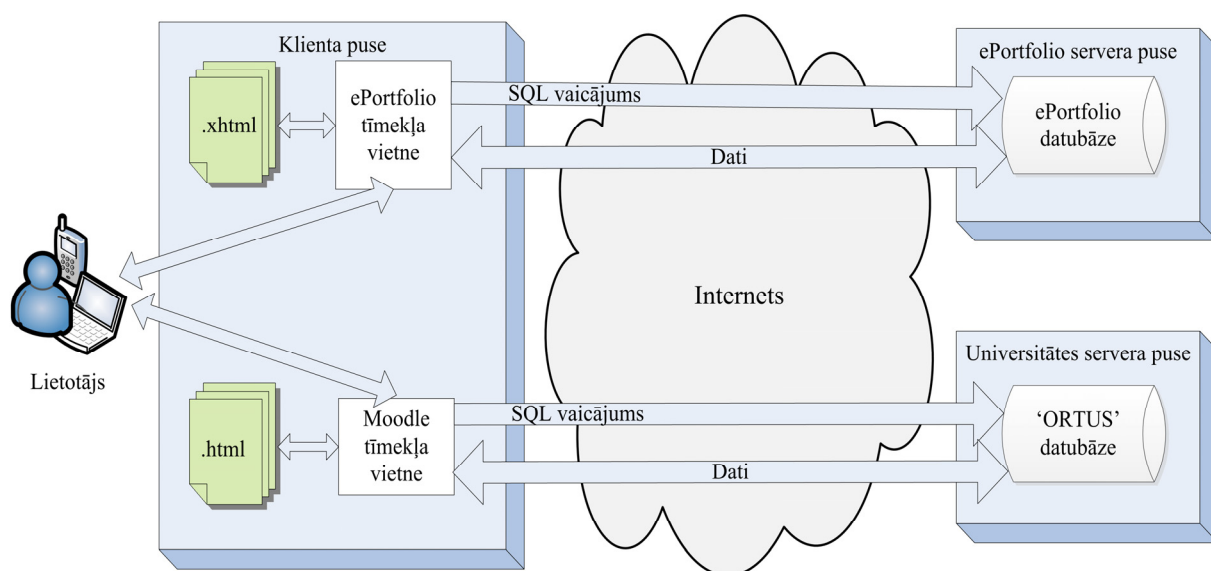 Klienta puse
.xhtml
ePortfolio
tīmekļa
vietne
SQL vaicājums
Dati
ePortfolio servera puse
ePortfolio
datubāze
Lietotājs
Internets
.html
Moodle
tīmekļa
vietne
SQL vaicājums
Dati
Universitātes servera puse
‘ORTUS’
datubāze